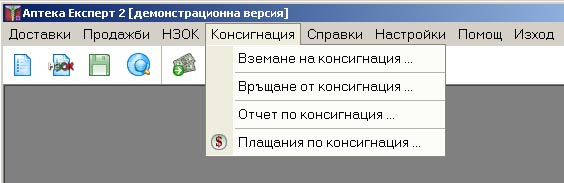 Аптека Експерт 2 [демонстрационна версия]
Доставки Продажби НЗОК Консигнация Справки Настройки Помощ Изход
НЗОК
Вземане на консигнация ...
Връщане от консигнация ...
Отчет по консигнация ...
$ Плащания по консигнация ...